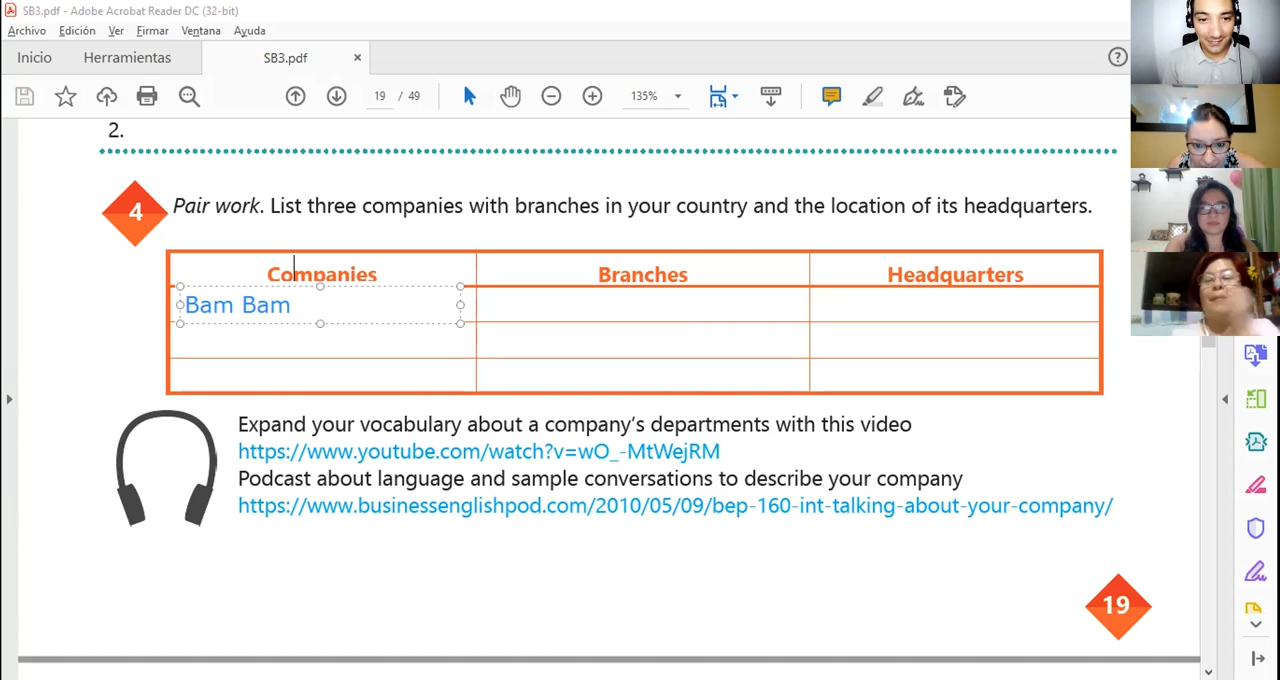 SB3.pdf - Adobe Acrobat Reader DC (32-bit)
Archivo Edición Ver Firmar Ventana Ayuda
Inicio Herramientas SB3.pdf × ?
19 / 49 135%
2.
4 Pair work. List three companies with branches in your country and the location of its headquarters.
Companies Branches Headquarters
Bam Bam
Expand your vocabulary about a company's departments with this video
https://www.youtube.com/watch?v=wO_-MtWejRM
Podcast about language and sample conversations to describe your company
https://www.businessenglishpod.com/2010/05/09/bep-160-int-talking-about-your-company/
19